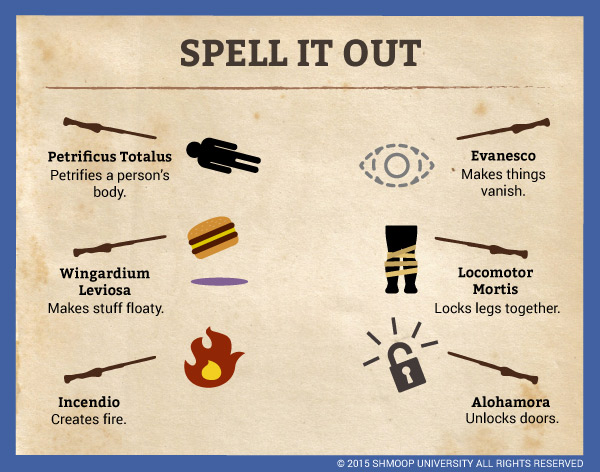 SPELL IT OUT
Petrificus Totalus
Petrifies a person's
body.
Evanesco
Makes things
vanish.
Wingardium
Leviosa
Makes stuff floaty.
Locomotor
Mortis
Locks legs together.
Incendio
Creates fire.
Alohamora
Unlocks doors.
© 2015 SHMOOP UNIVERSITY ALL RIGHTS RESERVED